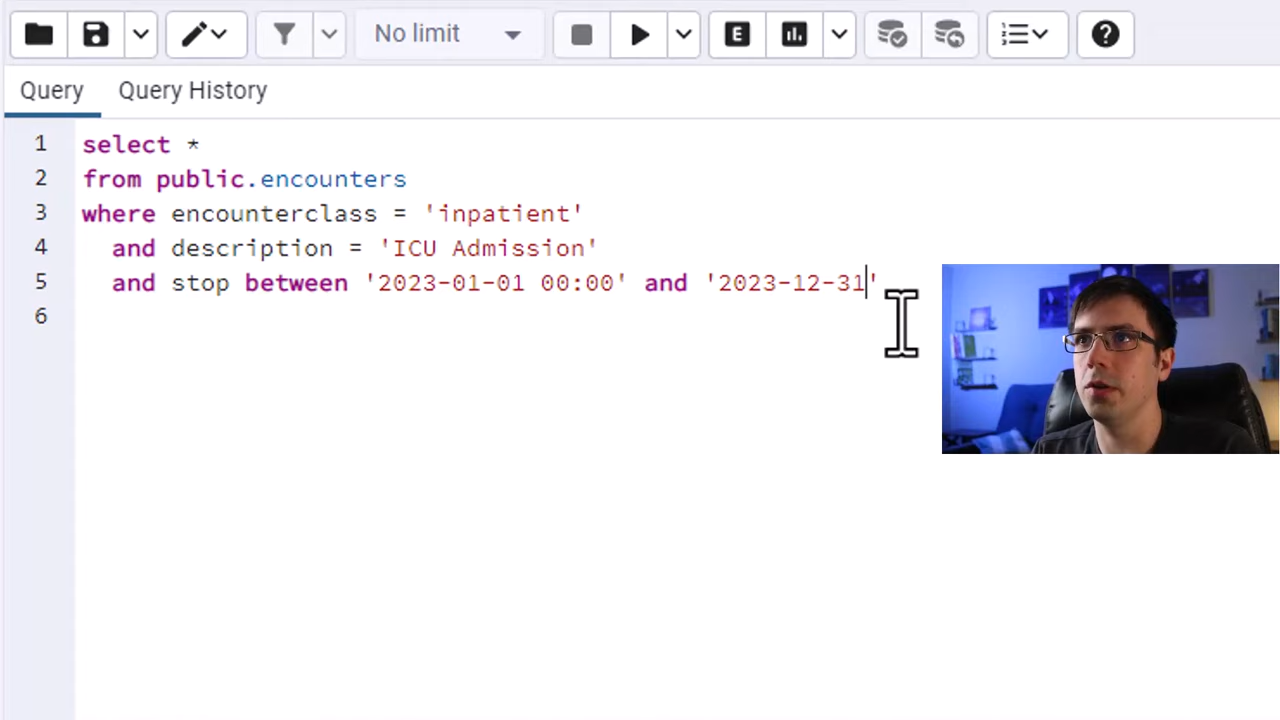 No limit
E
Query Query History
1 select *
2 from public.encounters
3 where encounterclass = 'inpatient'
4 and description = 'ICU Admission'
5 and stop between '2023-01-01 00:00' and '2023-12-31'
6